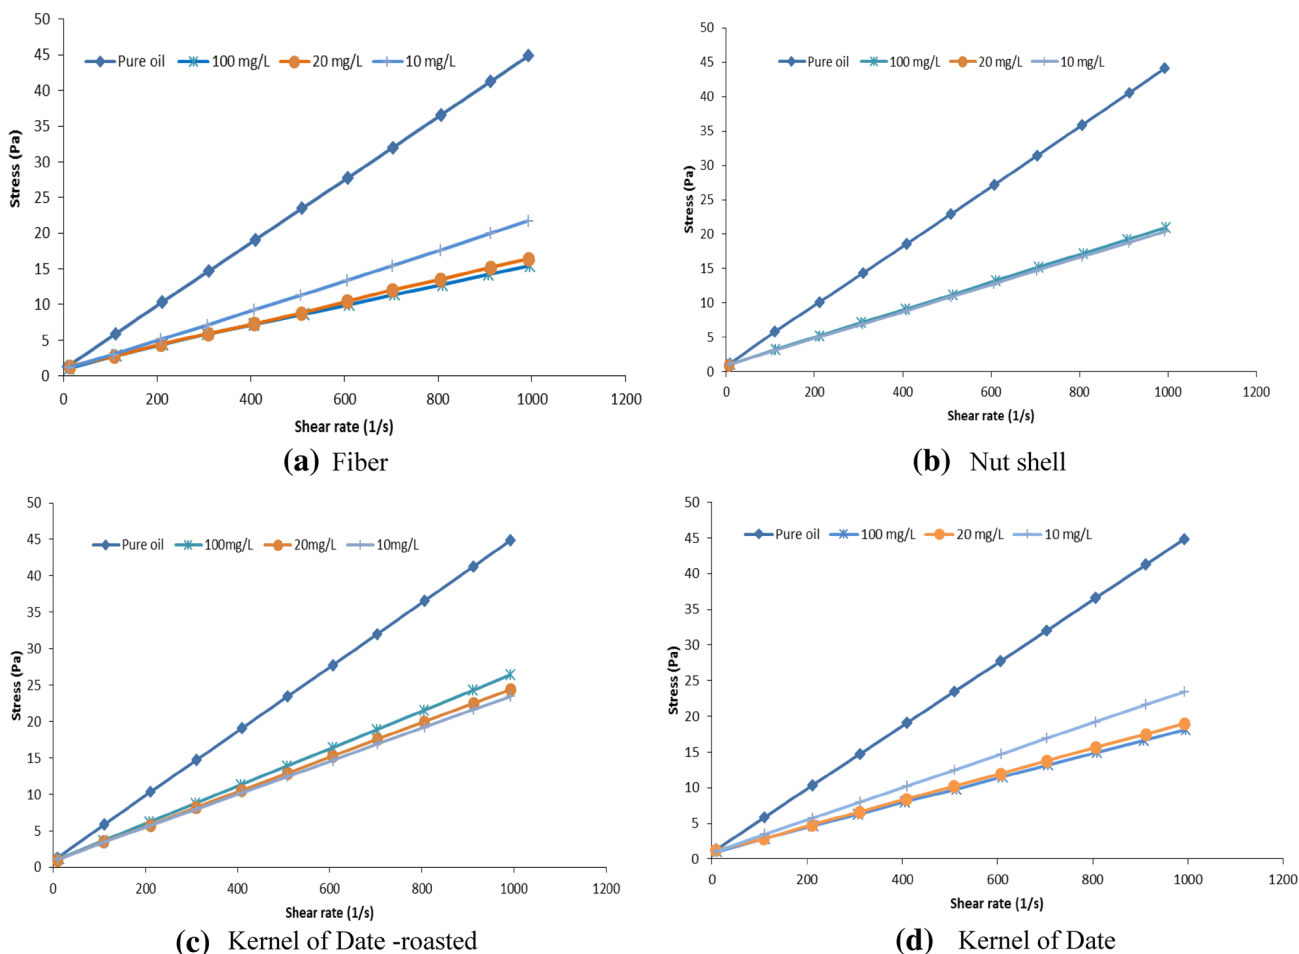 50
45
40
35
30
25
20
15
10
5
0
Stress (Pa)
Pure oil 100 mg/L 20 mg/L 10 mg/L
0 200 400 600 800 1000 1200
Shear rate (1/s)
(a) Fiber
50
45
40
35
30
25
20
15
10
5
0
Stress (Pa)
Pure oil 100 mg/L 20 mg/L 10 mg/L
0 200 400 600 800 1000 1200
Shear rate (1/s)
(b) Nut shell
50
45
40
35
30
25
20
15
10
5
0
Stress (Pa)
Pure oil 100mg/L 20mg/L 10mg/L
0 200 400 600 800 1000 1200
Shear rate (1/s)
(c) Kernel of Date -roasted
50
45
40
35
30
25
20
15
10
5
0
Stress (Pa)
Pure oil 100 mg/L 20 mg/L 10 mg/L
0 200 400 600 800 1000 1200
Shear rate (1/s)
(d) Kernel of Date